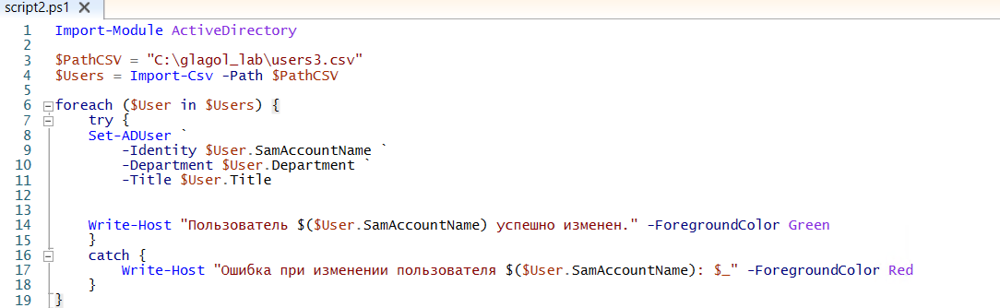 script2.ps1 X
1 Import-Module ActiveDirectory
2
3 $PathCSV = "C:\glagol_lab\users3.csv"
4 $Users = Import-Csv -Path $PathCSV
5
6 foreach ($User in $Users) {
7     try {
8     Set-ADUser `
9         -Identity $User.SamAccountName `
10         -Department $User.Department `
11         -Title $User.Title
12
13
14     Write-Host "Пользователь $($User.SamAccountName) успешно изменен." -ForegroundColor Green
15     }
16     catch {
17         Write-Host "Ошибка при изменении пользователя $($User.SamAccountName): $_" -ForegroundColor Red
18     }
19 }